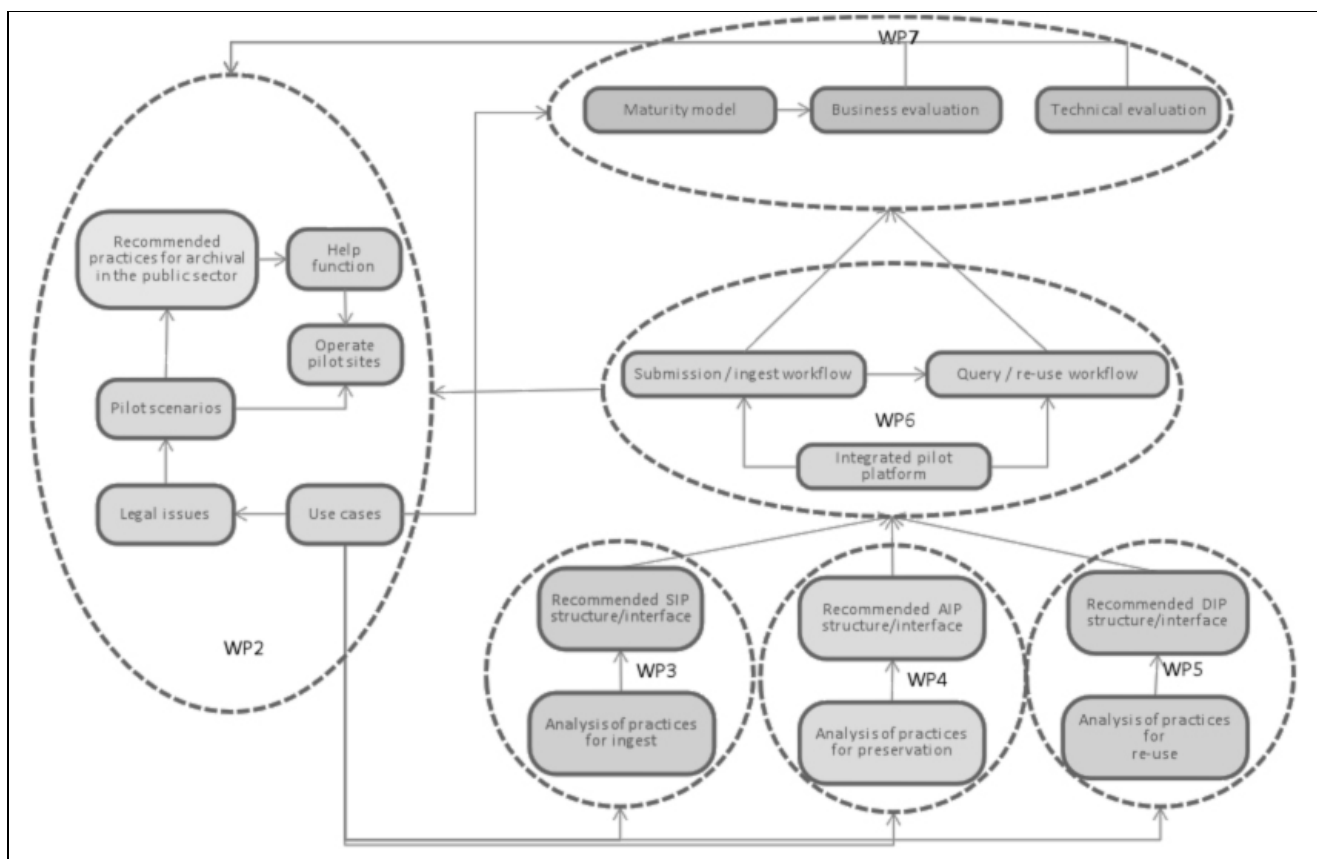 WP7
Maturity model
Business evaluation
Technical evaluation
Recommended
practices for archival
in the public sector
Help
function
Operate
pilot sites
Pilot scenarios
Legal issues
Use cases
WP2
Submission / ingest workflow
Query / re-use workflow
WP6
Integrated pilot
platform
Recommended SIP
structure/interface
WP3
Analysis of practices
for ingest
Recommended AIP
structure/interface
WP4
Analysis of practices
for preservation
Recommended DIP
structure/interface
WP5
Analysis of practices
for
re-use